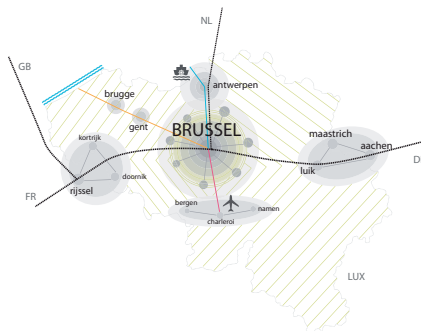 NL
GB
antwerpen
brugge
gent
BRUSSEL
kortrijk
maastrich
aachen
D
doornik
luik
rijssel
FR
bergen
namen
charleroi
LUX